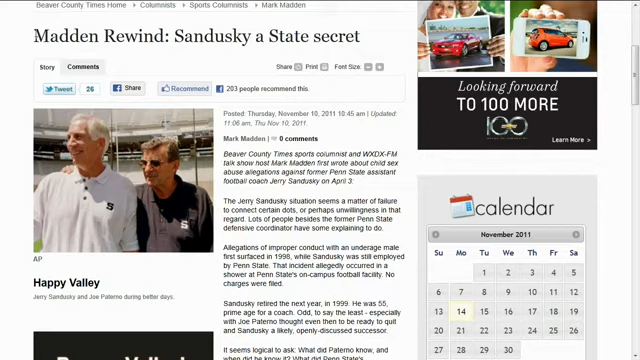 Beaver County Times Home > Columnists > Sports Columnists > Mark Madden
Madden Rewind: Sandusky a State secret
Story Comments
Share Print Font Size:
Tweet 26 Share Recommend 203 people recommend this.
Posted: Thursday, November 10, 2011 10:45 am | Updated:
11:06 am, Thu Nov 10, 2011.
Mark Madden | 0 comments
Beaver County Times sports columnist and WXDX-FM
talk show host Mark Madden first wrote about child sex
abuse allegations against former Penn State assistant
football coach Jerry Sandusky on April 3:
The Jerry Sandusky situation seems a matter of failure
to connect certain dots, or perhaps unwillingness in that
regard. Lots of people besides the former Penn State
defensive coordinator have some explaining to do.
Allegations of improper conduct with an underage male
first surfaced in 1998, while Sandusky was still employed
by Penn State. That incident allegedly occurred in a
shower at Penn State's on-campus football facility. No
charges were filed.
Sandusky retired the next year, in 1999. He was 55,
prime age for a coach. Odd, to say the least - especially
with Joe Paterno thought even then to be ready to quit
and Sandusky a likely, openly-discussed successor.
It seems logical to ask: What did Paterno know, and
when did he know it? What did Penn State's
AP
Happy Valley
Jerry Sandusky and Joe Paterno during better days.
Looking forward
TO 100 MORE
100
Learn More >
calendar
November 2011
Su Mo Tu We Th Fr Sa
1 2 3 4 5
6 7 8 9 10 11 12
13 14 15 16 17 18 19
20 21 22 23 24 25 26
27 28 29 30